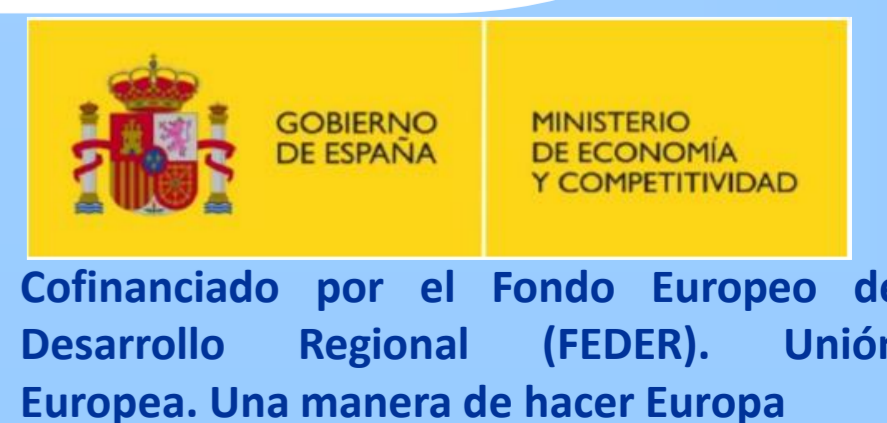 GOBIERNO
DE ESPAÑA
MINISTERIO
DE ECONOMÍA
Y COMPETITIVIDAD
Cofinanciado por el Fondo Europeo de
Desarrollo Regional (FEDER). Unión
Europea. Una manera de hacer Europa